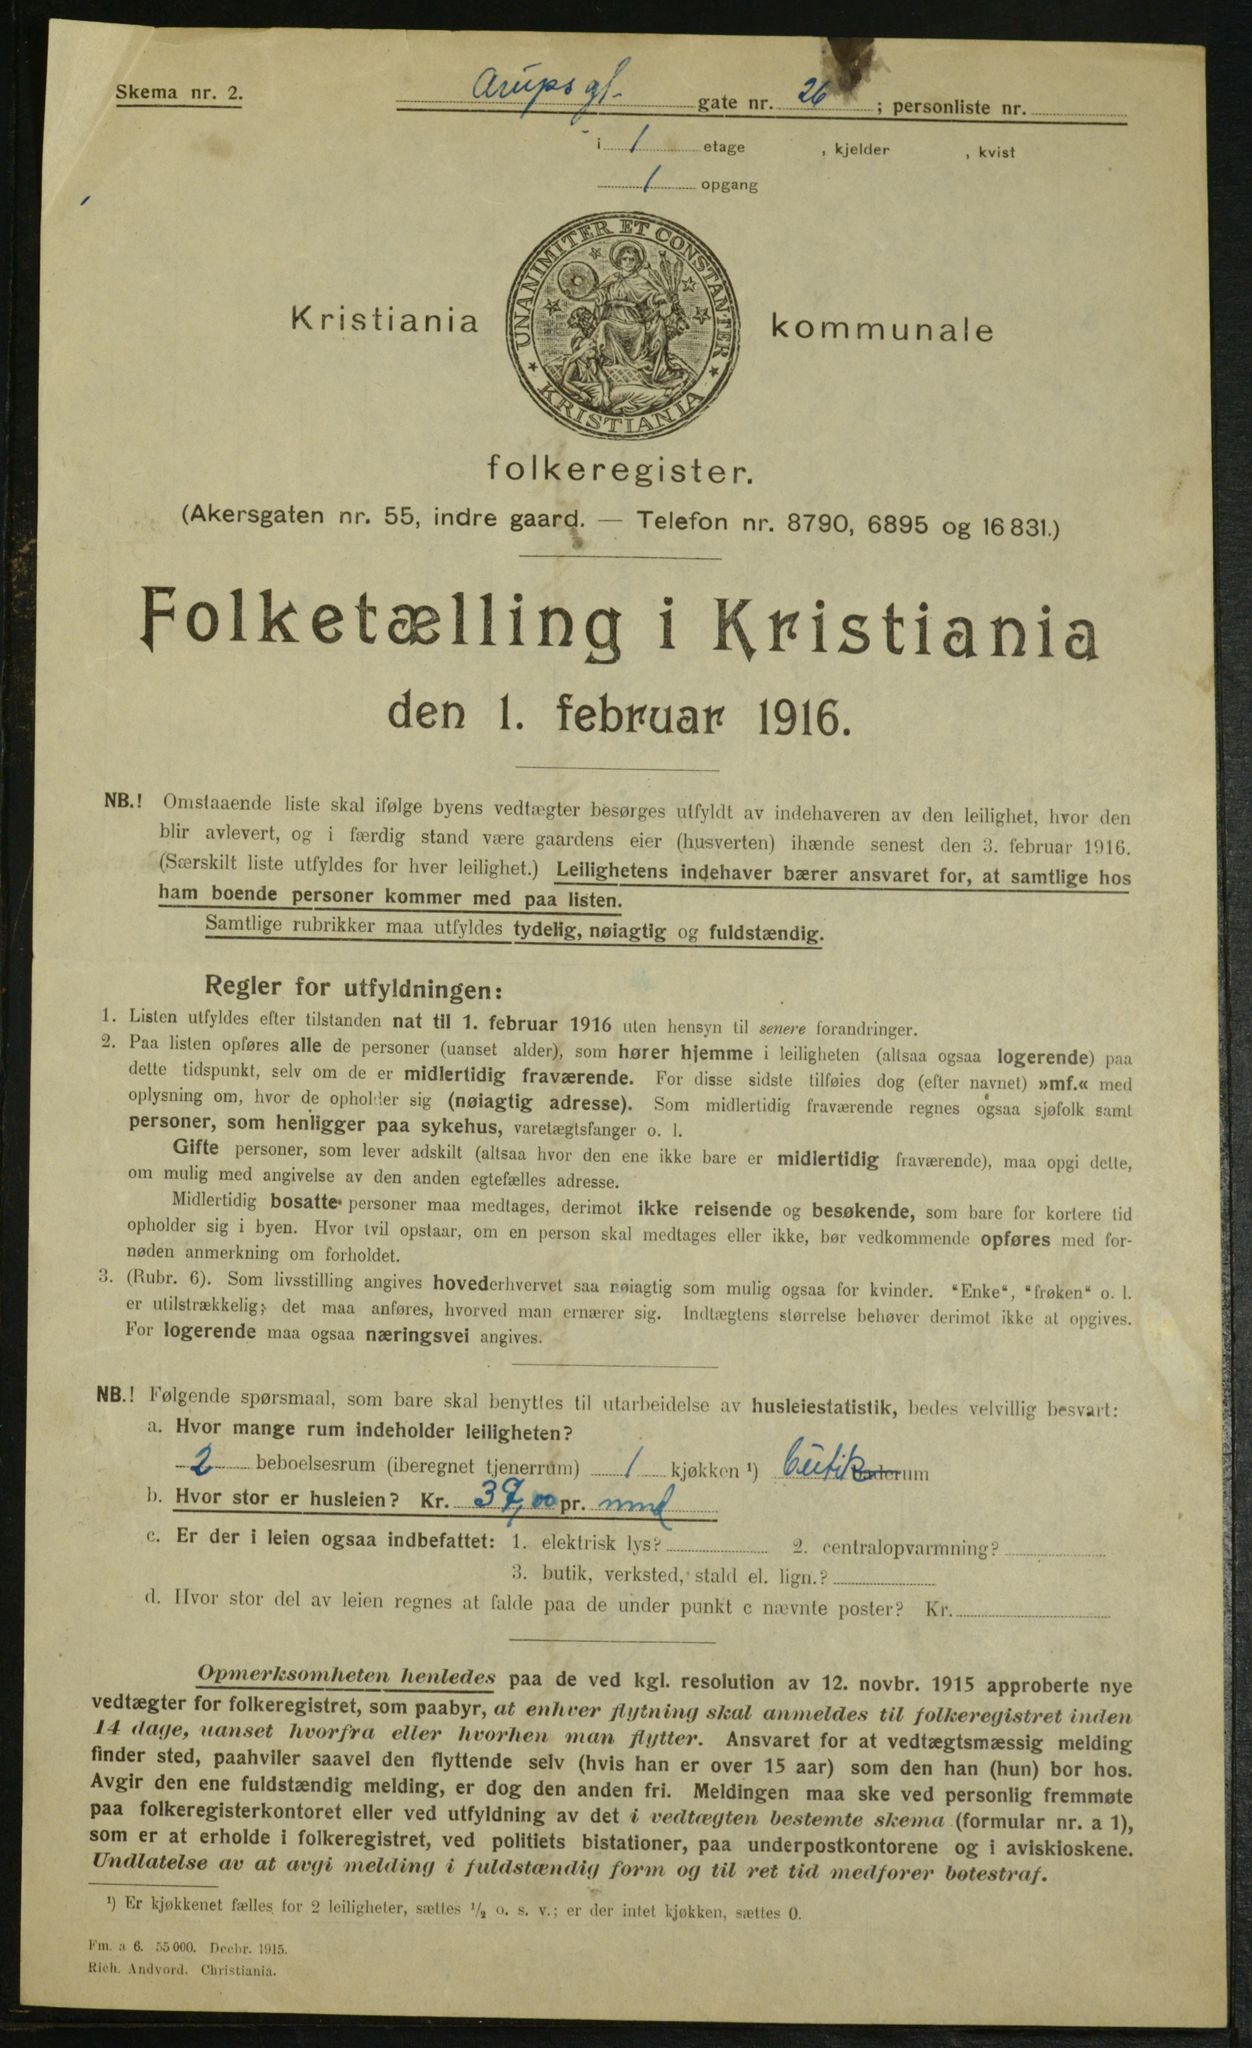 Skema nr. 2.
Arupsgt. gate nr. 26 ; personliste nr.
i 1 etage , kjelder , kvist
1 opgang
UNANIMITER ET CONSTANTER
KRISTIANIA
Kristiania kommunale
folkeregister.
(Akersgaten nr. 55, indre gaard. — Telefon nr. 8790, 6895 og 16831.)
Folketælling i Kristiania
den 1. februar 1916.
NB.! Omstaaende liste skal ifølge byens vedtægter besørges utfyldt av indehaveren av den leilighet, hvor den
blir avlevert, og i færdig stand være gaardens eier (husverten) ihænde senest den 3. februar 1916.
(Særskilt liste utfyldes for hver leilighet.) Leilighetens indehaver bærer ansvaret for, at samtlige hos
ham boende personer kommer med paa listen.
Samtlige rubrikker maa utfyldes tydelig, nøiagtig og fuldstændig.
Regler for utfyldningen:
1. Listen utfyldes efter tilstanden nat til 1. februar 1916 uten hensyn til senere forandringer.
2. Paa listen opføres alle de personer (uanset alder), som hører hjemme i leiligheten (altsaa ogsaa logerende) paa
dette tidspunkt, selv om de er midlertidig fraværende. For disse sidste tilføies dog (efter navnet) »mf.« med
oplysning om, hvor de opholder sig (nøiagtig adresse). Som midlertidig fraværende regnes ogsaa sjøfolk samt
personer, som henligger paa sykehus, varetægtsfanger o. l.
Gifte personer, som lever adskilt (altsaa hvor den ene ikke bare er midlertidig fraværende), maa opgi dette,
om mulig med angivelse av den anden egtefælles adresse.
Midlertidig bosatte personer maa medtages, derimot ikke reisende og besøkende, som bare for kortere tid
opholder sig i byen. Hvor tvil opstaar, om en person skal medtages eller ikke, bør vedkommende opføres med for-
nøden anmerkning om forholdet.
3. (Rubr. 6). Som livsstilling angives hovederhvervet saa nøiagtig som mulig ogsaa for kvinder. "Enke", "frøken" o. l.
er utilstrækkelig; det maa anføres, hvorved man ernærer sig. Indtægtens størrelse behøver derimot ikke at opgives.
For logerende maa ogsaa næringsvei angives.
NB.! Følgende spørsmaal, som bare skal benyttes til utarbeidelse av husleiestatistik, bedes velvillig besvart:
a. Hvor mange rum indeholder leiligheten?
2 beboelsesrum (iberegnet tjenerrum) 1 kjøkken ¹) butik baderum
b. Hvor stor er husleien? Kr. 39,00 pr. mnd
c. Er der i leien ogsaa indbefattet: 1. elektrisk lys? 2. centralopvarmning?
3. butik, verksted, stald el. lign.?
d. Hvor stor del av leien regnes at falde paa de under punkt c nævnte poster? Kr.
Opmerksomheten henledes paa de ved kgl. resolution av 12. novbr. 1915 approberte nye
vedtægter for folkeregistret, som paabyr, at enhver flytning skal anmeldes til folkeregistret inden
14 dage, uanset hvorfra eller hvorhen man flytter. Ansvaret for at vedtægtsmæssig melding
finder sted, paahviler saavel den flyttende selv (hvis han er over 15 aar) som den han (hun) bor hos.
Avgir den ene fuldstændig melding, er dog den anden fri. Meldingen maa ske ved personlig fremmøte
paa folkeregisterkontoret eller ved utfyldning av det i vedtægten bestemte skema (formular nr. a 1),
som er at erholde i folkeregistret, ved politiets bistationer, paa underpostkontorene og i aviskioskene.
Undlatelse av at avgi melding i fuldstændig form og til ret tid medfører bøtestraf.
¹) Er kjøkkenet fælles for 2 leiligheter, sættes ½ o. s. v.; er der intet kjøkken, sættes 0.
Fm. a 6. 55 000. Decbr. 1915.
Rich. Andvord. Christiania.